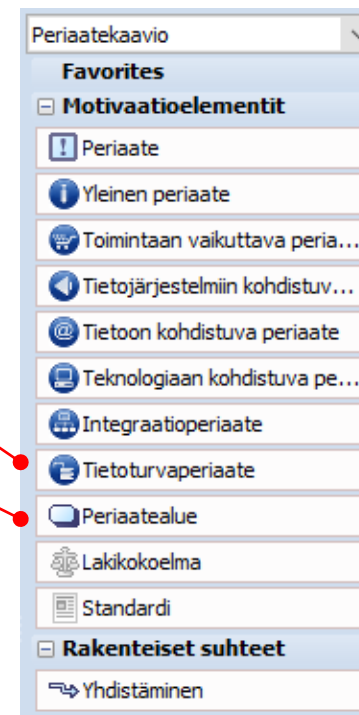 Periaatekaavio
Favorites
Motivaatioelementit
Periaate
Yleinen periaate
Toimintaan vaikuttava peria...
Tietojärjestelmiin kohdistuv...
Tietoon kohdistuva periaate
Teknologiaan kohdistuva pe...
Integraatioperiaate
Tietoturvaperiaate
Periaatealue
Lakikokoelma
Standardi
Rakenteiset suhteet
Yhdistäminen